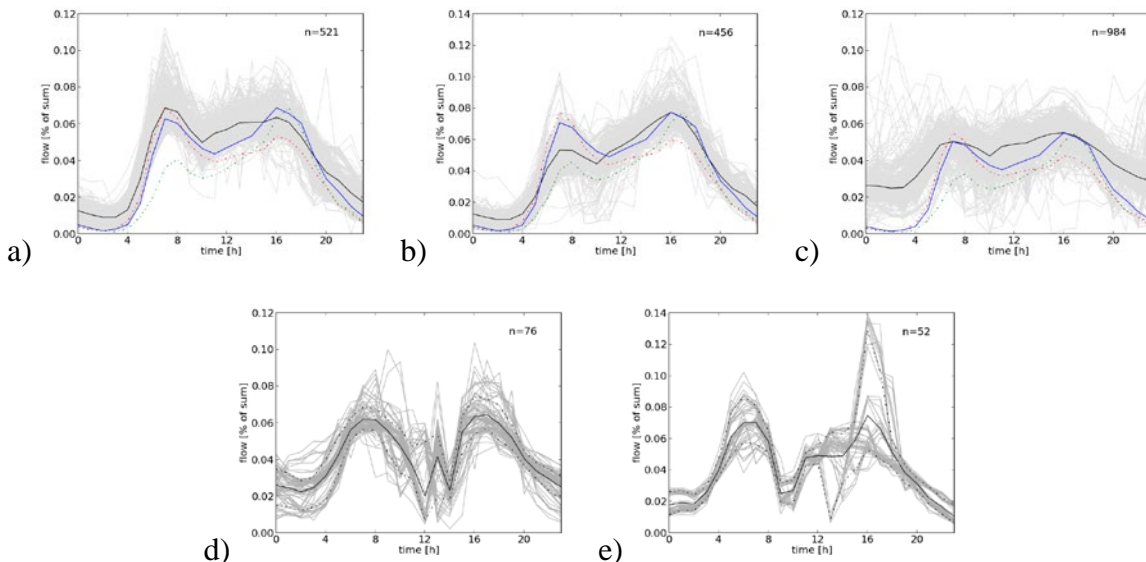 0.12
0.10
0.08
0.06
0.04
0.02
0.00
flow [% of sum]
n=521
0 4 8 12 16 20
time [h]
a)
0.14
0.12
0.10
0.08
0.06
0.04
0.02
0.00
flow [% of sum]
n=456
0 4 8 12 16 20
time [h]
b)
0.12
0.10
0.08
0.06
0.04
0.02
0.00
flow [% of sum]
n=984
0 4 8 12 16 20
time [h]
c)
0.12
0.10
0.08
0.06
0.04
0.02
0.00
flow [% of sum]
n=76
0 4 8 12 16 20
time [h]
d)
0.14
0.12
0.10
0.08
0.06
0.04
0.02
0.00
flow [% of sum]
n=52
0 4 8 12 16 20
time [h]
e)